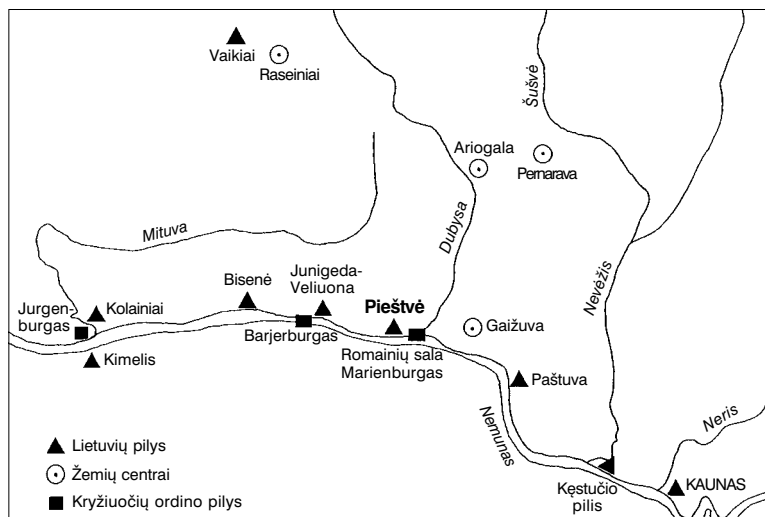 Vaikiai
Raseiniai
Šušvė
Ariogala
Pernarava
Dubysa
Mituva
Nevėžis
Jurgen-
burgas
Kolainiai
Kimelis
Bisenė
Junigeda-
Veliuona
Barjerburgas
Pieštvė
Romainių sala
Marienburgas
Gaižuva
Paštuva
Nemunas
Neris
Kęstučio
pilis
KAUNAS
Lietuvių pilys
Žemių centrai
Kryžiuočių ordino pilys